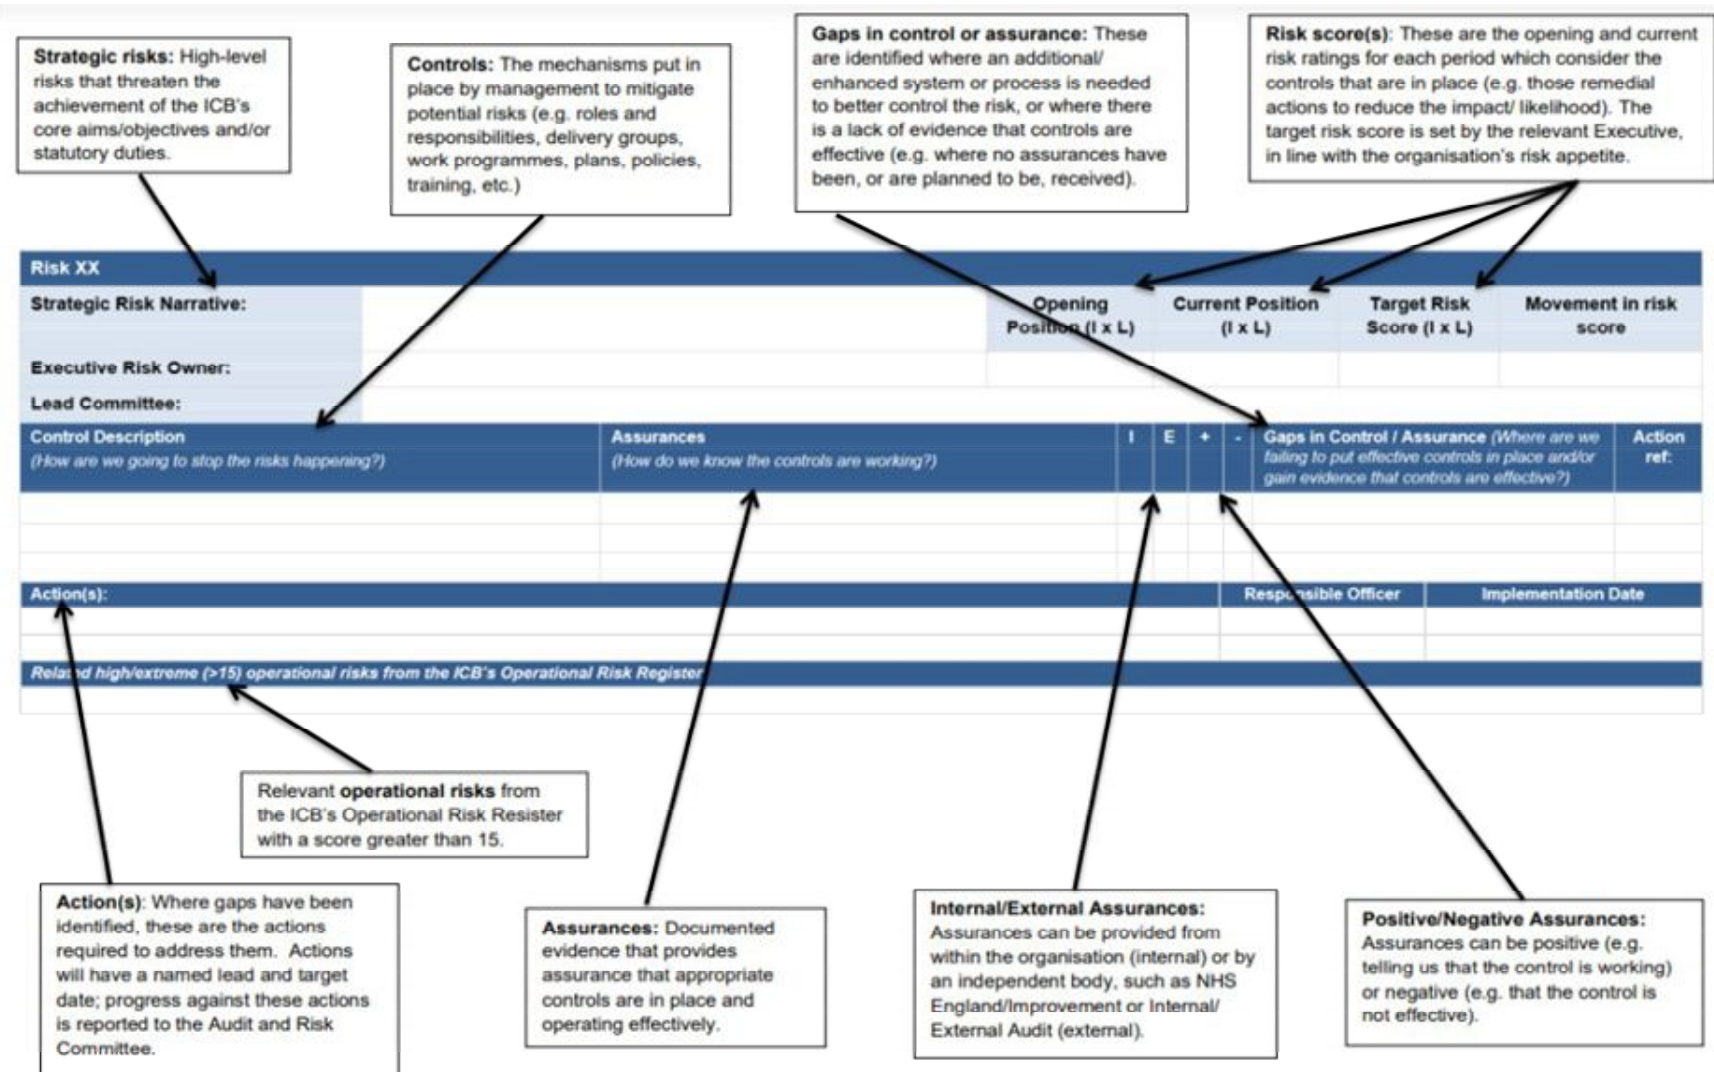 Strategic risks: High-level
risks that threaten the
achievement of the ICB's
core aims/objectives and/or
statutory duties.
Controls: The mechanisms put in
place by management to mitigate
potential risks (e.g. roles and
responsibilities, delivery groups,
work programmes, plans, policies,
training, etc.)
Gaps in control or assurance: These
are identified where an additional/
enhanced system or process is needed
to better control the risk, or where there
is a lack of evidence that controls are
effective (e.g. where no assurances have
been, or are planned to be, received).
Risk score(s): These are the opening and current
risk ratings for each period which consider the
controls that are in place (e.g. those remedial
actions to reduce the impact/ likelihood). The
target risk score is set by the relevant Executive,
in line with the organisation's risk appetite.
Risk XX
Strategic Risk Narrative:
Opening
Position (I x L)
Current Position
(I x L)
Target Risk
Score (I x L)
Movement in risk
score
Executive Risk Owner:
Lead Committee:
Control Description
(How are we going to stop the risks happening?)
Assurances
(How do we know the controls are working?)
I
E
+
-
Gaps in Control / Assurance (Where are we
failing to put effective controls in place and/or
gain evidence that controls are effective?)
Action
ref:
Action(s):
Responsible Officer
Implementation Date
Related high/extreme (>15) operational risks from the ICB's Operational Risk Register
Relevant operational risks from
the ICB's Operational Risk Resister
with a score greater than 15.
Action(s): Where gaps have been
identified, these are the actions
required to address them. Actions
will have a named lead and target
date; progress against these actions
is reported to the Audit and Risk
Committee.
Assurances: Documented
evidence that provides
assurance that appropriate
controls are in place and
operating effectively.
Internal/External Assurances:
Assurances can be provided from
within the organisation (internal) or by
an independent body, such as NHS
England/Improvement or Internal/
External Audit (external).
Positive/Negative Assurances:
Assurances can be positive (e.g.
telling us that the control is working)
or negative (e.g. that the control is
not effective).